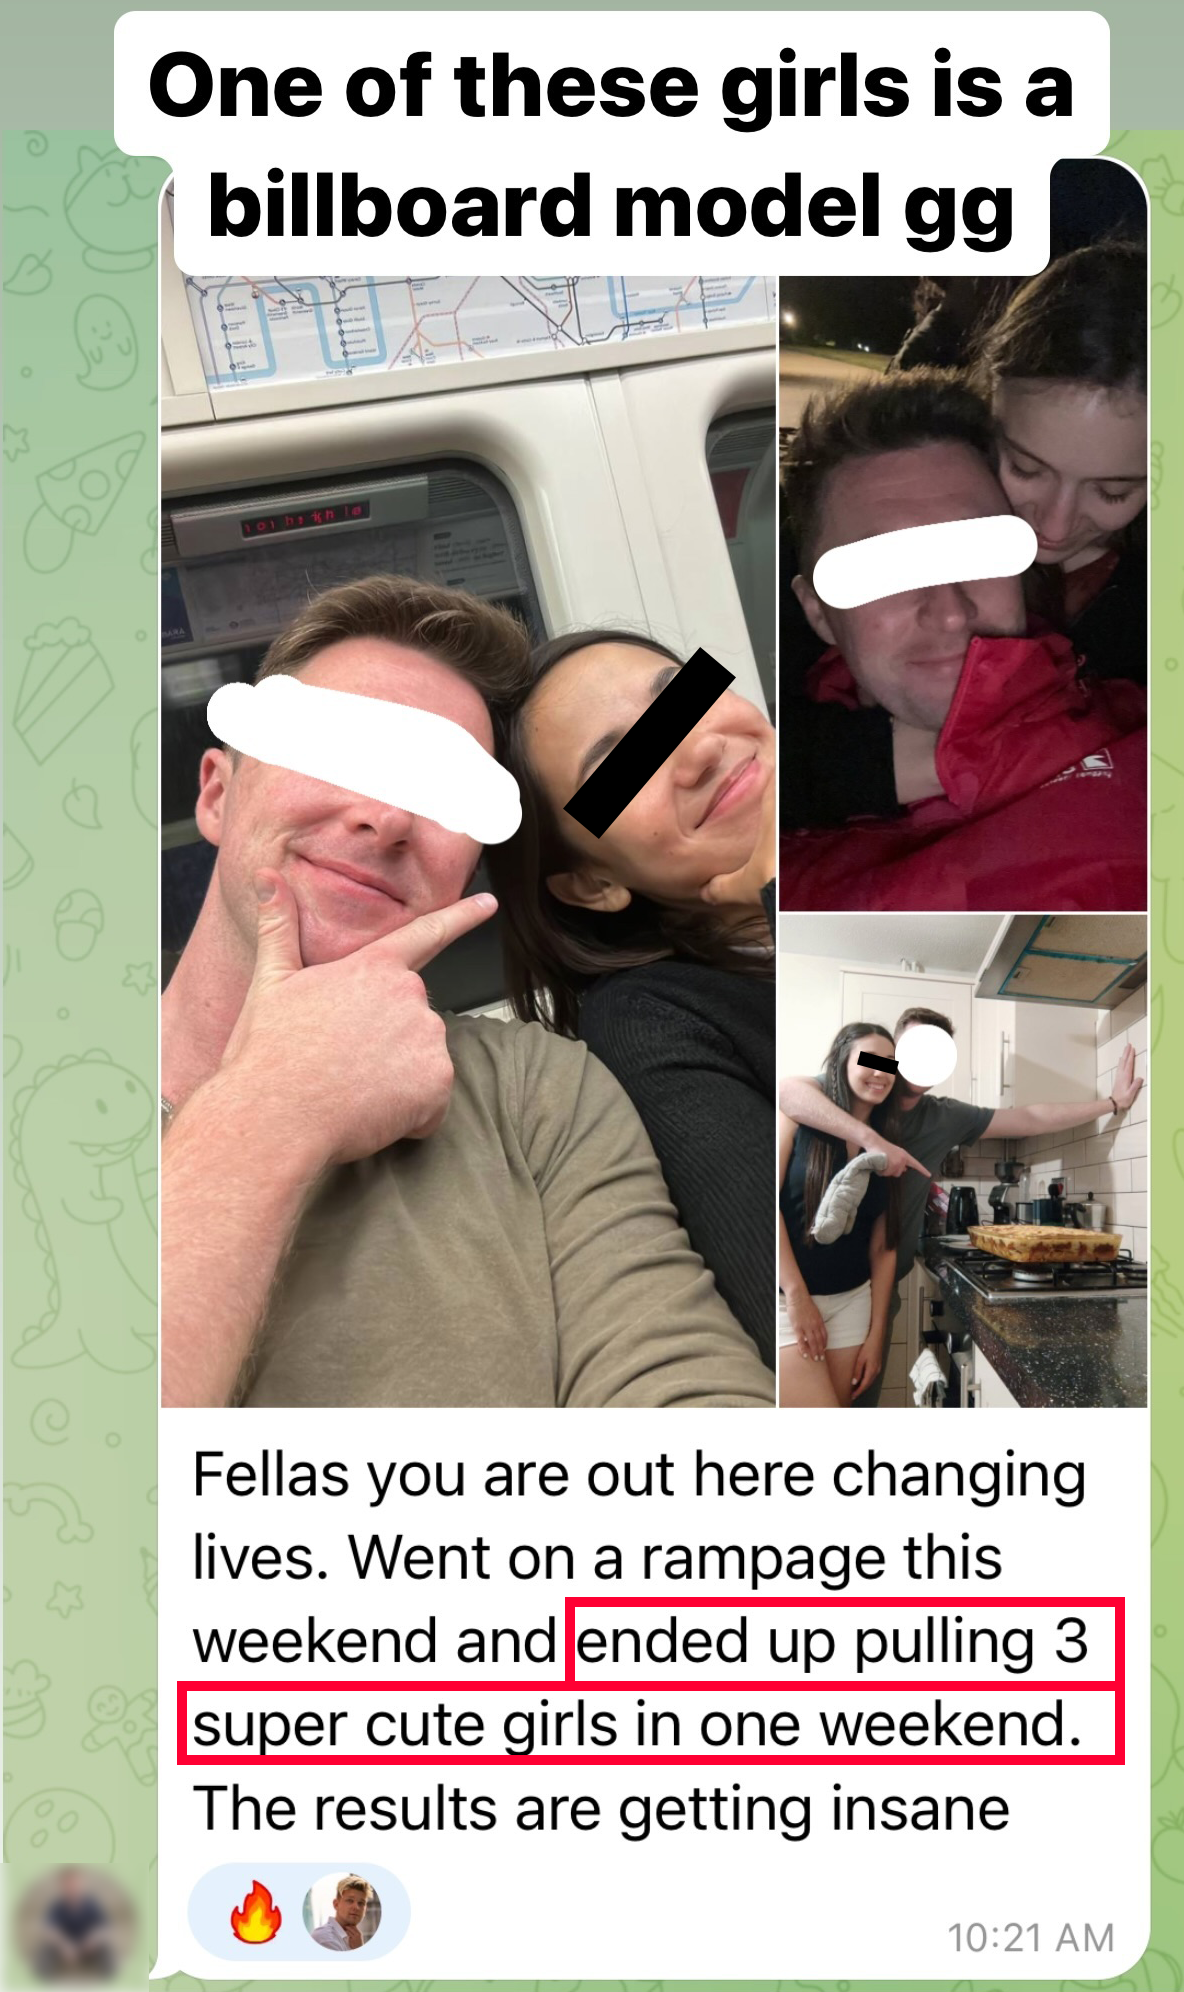 One of these girls is a
billboard model gg
Fellas you are out here changing
lives. Went on a rampage this
weekend and ended up pulling 3
super cute girls in one weekend.
The results are getting insane
10:21 AM